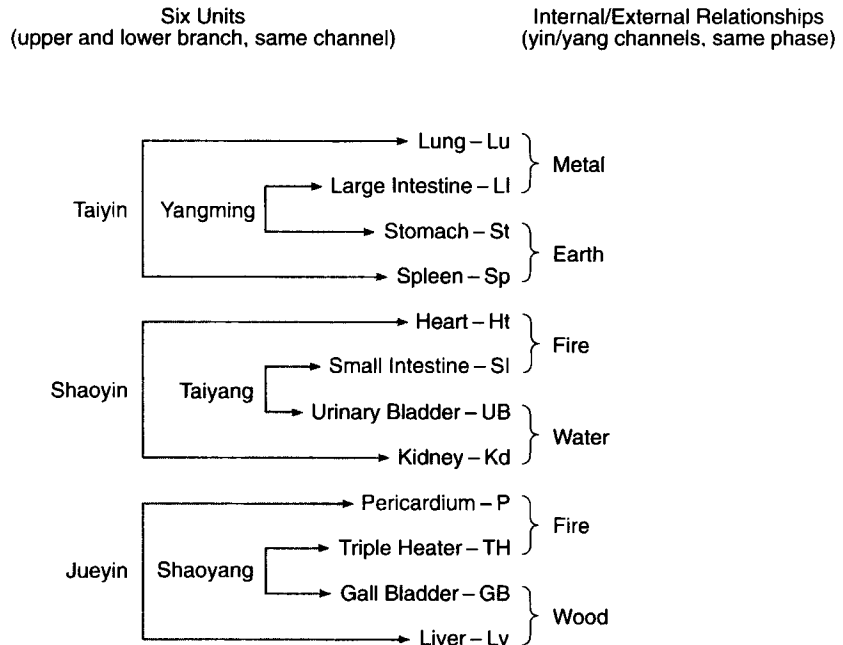 Six Units
(upper and lower branch, same channel)
Internal/External Relationships
(yin/yang channels, same phase)
Lung – Lu
Metal
Large Intestine – LI
Taiyin
Yangming
Stomach – St
Earth
Spleen – Sp
Heart – Ht
Fire
Small Intestine – SI
Shaoyin
Taiyang
Urinary Bladder – UB
Water
Kidney – Kd
Pericardium – P
Fire
Triple Heater – TH
Jueyin
Shaoyang
Gall Bladder – GB
Wood
Liver – Lv